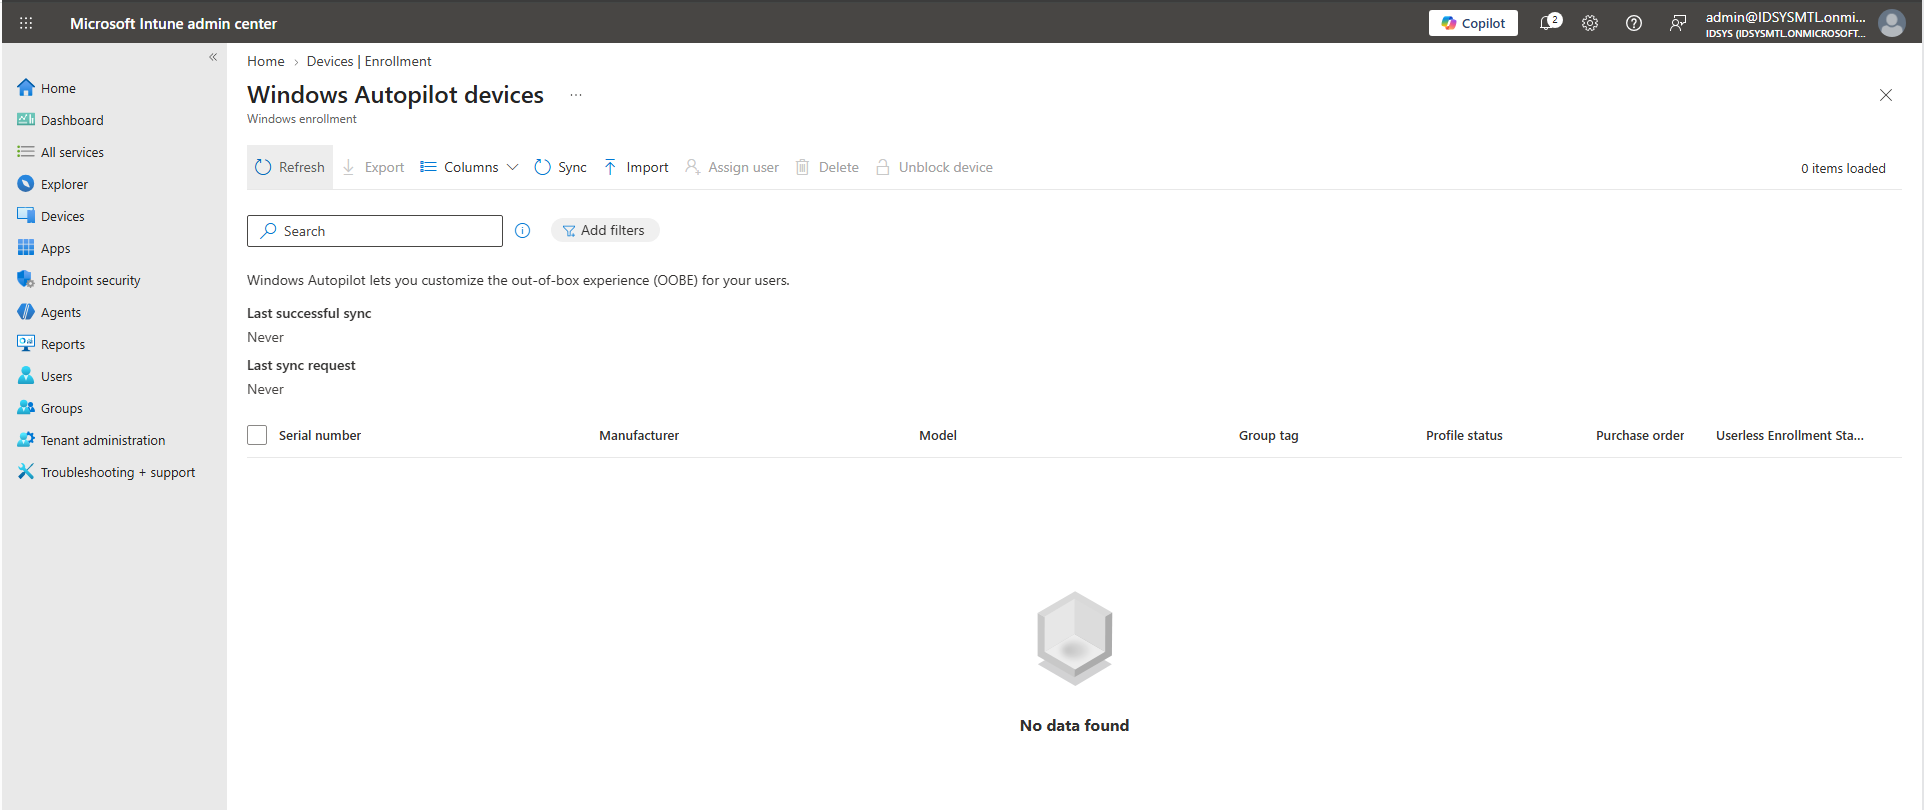 Microsoft Intune admin center
Copilot
2
admin@IDSYSMTL.onmi...
IDSYS (IDSYSMTL.ONMICROSOFT...
«
Home
Dashboard
All services
Explorer
Devices
Apps
Endpoint security
Agents
Reports
Users
Groups
Tenant administration
Troubleshooting + support
Home > Devices | Enrollment
Windows Autopilot devices ...
Windows enrollment
Refresh Export Columns Sync Import Assign user Delete Unblock device
0 items loaded
Search
Add filters
Windows Autopilot lets you customize the out-of-box experience (OOBE) for your users.
Last successful sync
Never
Last sync request
Never
Serial number Manufacturer Model Group tag Profile status Purchase order Userless Enrollment Sta...
No data found